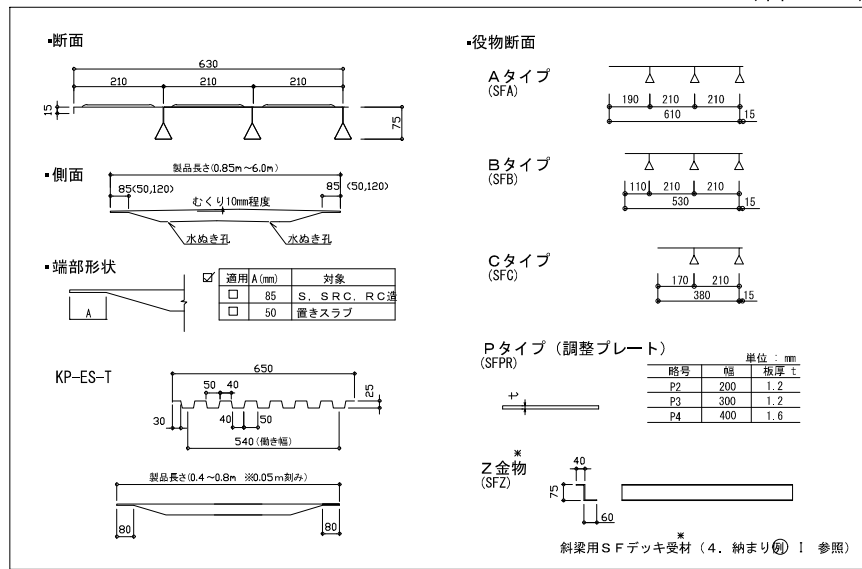 ▪断面
630
210 210 210
15
75
▪側面
製品長さ(0.85m～6.0m)
85(50,120)
85 (50,120)
むくり10mm程度
水ぬき孔 水ぬき孔
▪端部形状
A
☑ 適用 A(mm) 対象
□ 85 S, SRC, RC造
□ 50 置きスラブ
KP-ES-T
650
50 40
25
30
40 50
540(働き幅)
製品長さ(0.4～0.8m ※0.05m刻み)
80 80
▪役物断面
Aタイプ
(SFA)
190 210 210
610 15
Bタイプ
(SFB)
110 210 210
530 15
Cタイプ
(SFC)
170 210
380 15
Pタイプ（調整プレート）
(SFPR)
t
単位 : mm
略号 幅 板厚 t
P2 200 1.2
P3 300 1.2
P4 400 1.6
Z金物*
(SFZ)
40
75
60
*
斜梁用SFデッキ受材（4. 納まり例 I 参照）